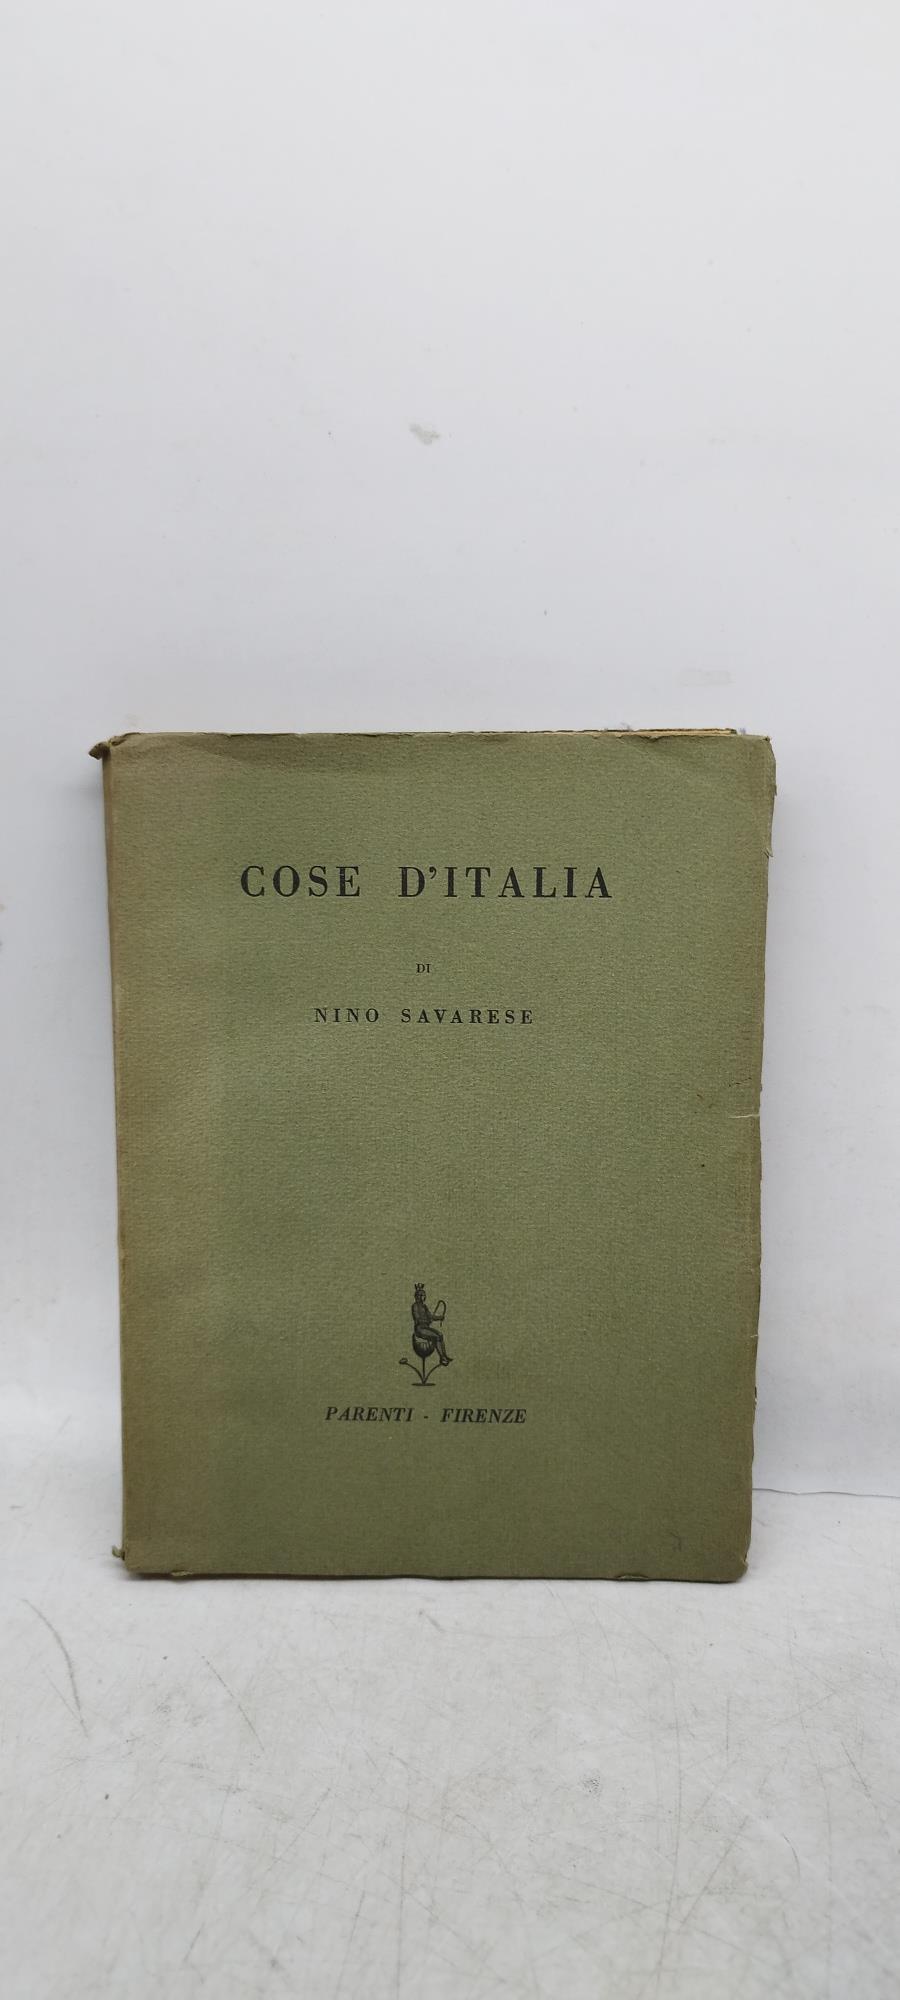 COSE D'ITALIA
DI
NINO SAVARESE
PARENTI - FIRENZE